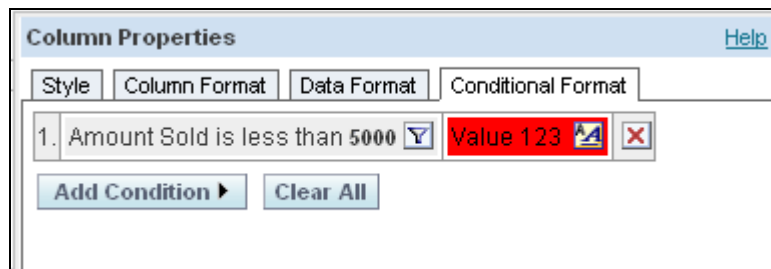 Column Properties Help
Style Column Format Data Format Conditional Format
1. Amount Sold is less than 5000 Value 123
Add Condition Clear All